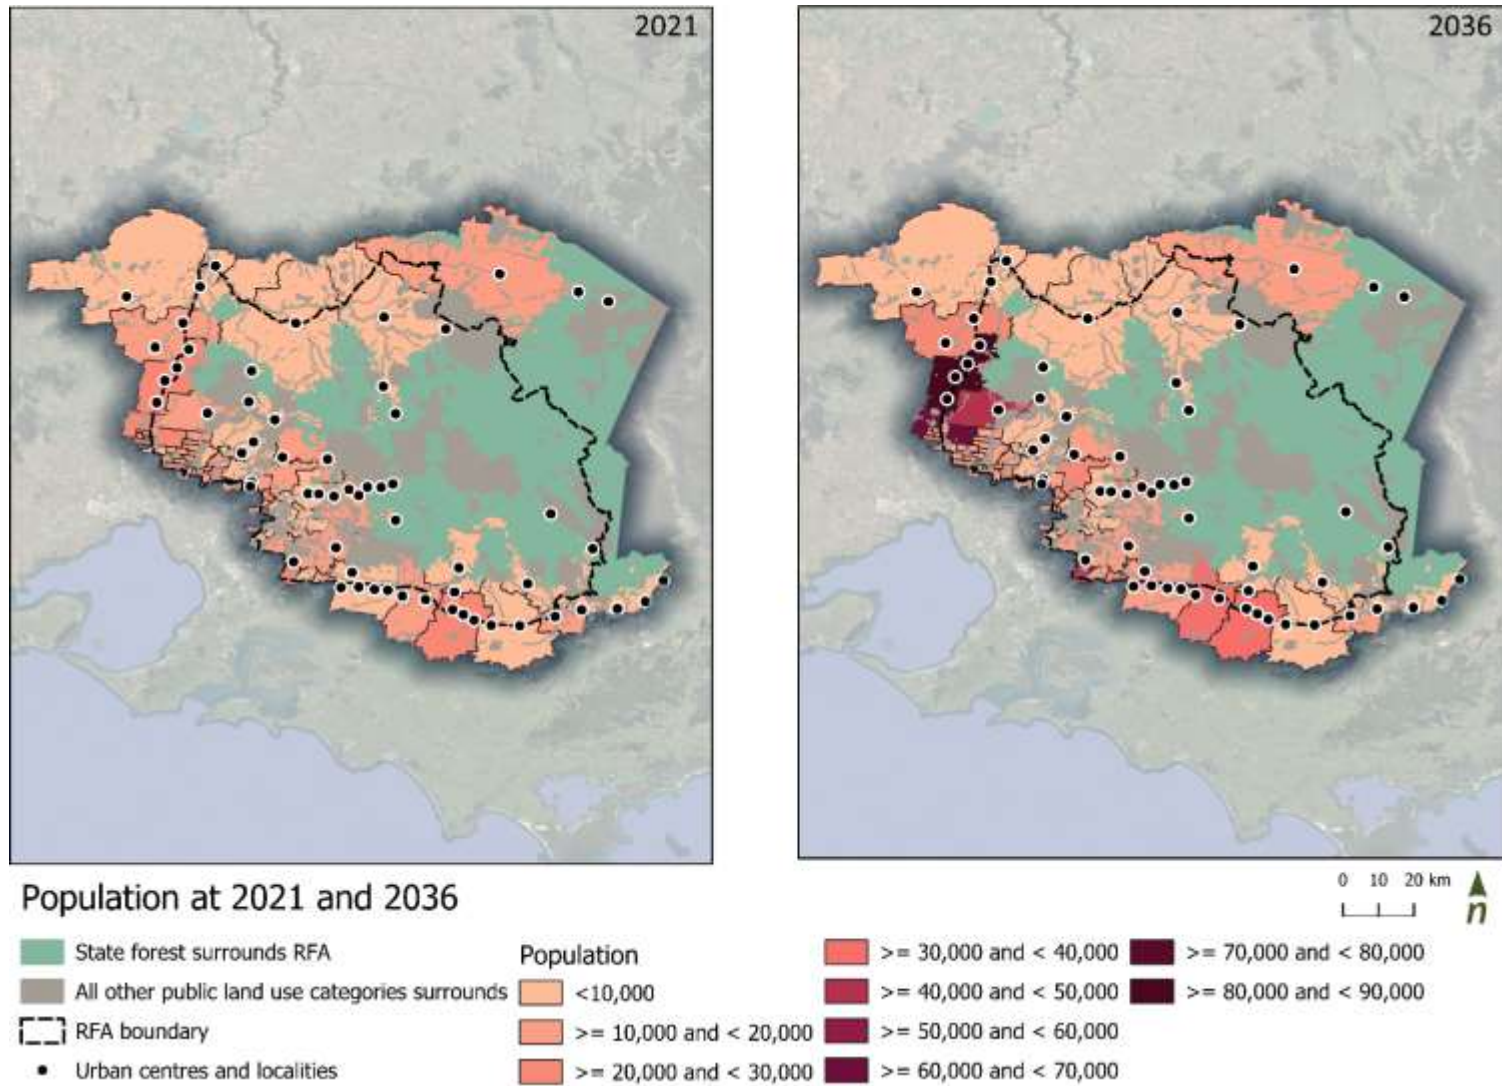 2021
2036
Population at 2021 and 2036
0 10 20 km
n
State forest surrounds RFA
All other public land use categories surrounds
RFA boundary
Urban centres and localities
Population
<10,000
>= 10,000 and < 20,000
>= 20,000 and < 30,000
>= 30,000 and < 40,000
>= 40,000 and < 50,000
>= 50,000 and < 60,000
>= 60,000 and < 70,000
>= 70,000 and < 80,000
>= 80,000 and < 90,000